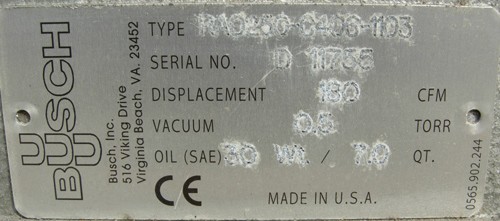 BUSCH
Busch, Inc.
516 Viking Drive
Virginia Beach, VA. 23452
TYPE
SERIAL NO. D 11735
DISPLACEMENT 180 CFM
VACUUM 0.5 TORR
OIL (SAE) 30 Wt. / 7.0 QT.
CE MADE IN U.S.A.
0565.902.244